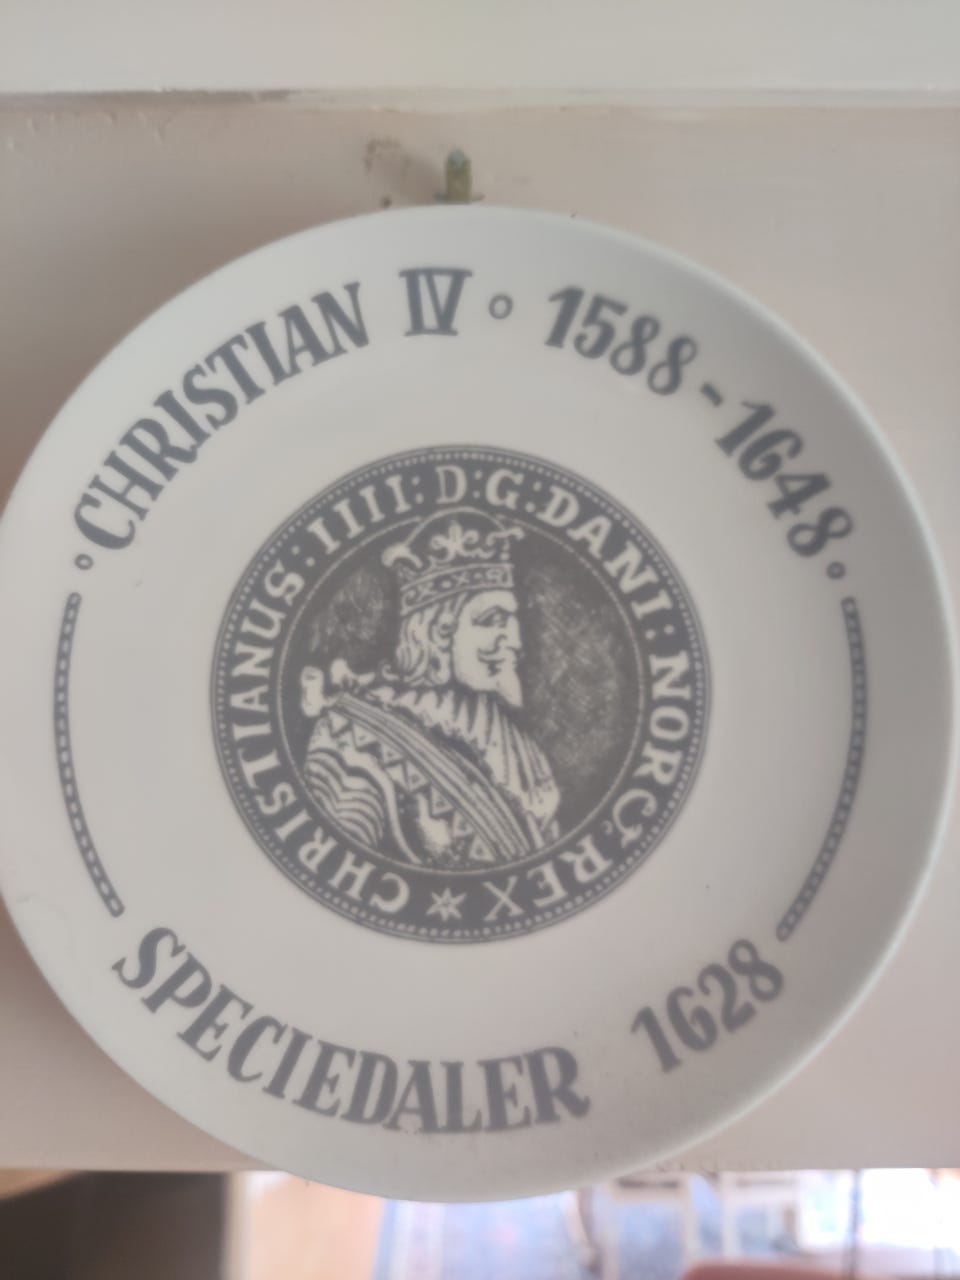 CHRISTIAN IV ∘ 1588-1648
SPECIEDALER 1628
CHRISTIANUS: IIII: D:G: DANI: NORG, REX